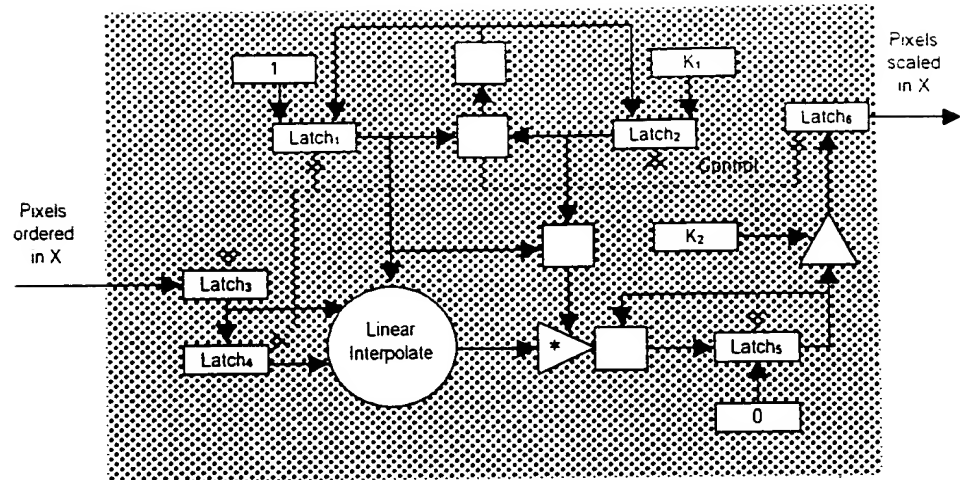 Pixels
scaled
in X
1
K₁
Latch₁
Latch₂
Latch₆
Control
Pixels
ordered
in X
K₂
Latch₃
Linear
Interpolate
*
Latch₄
Latch₅
0